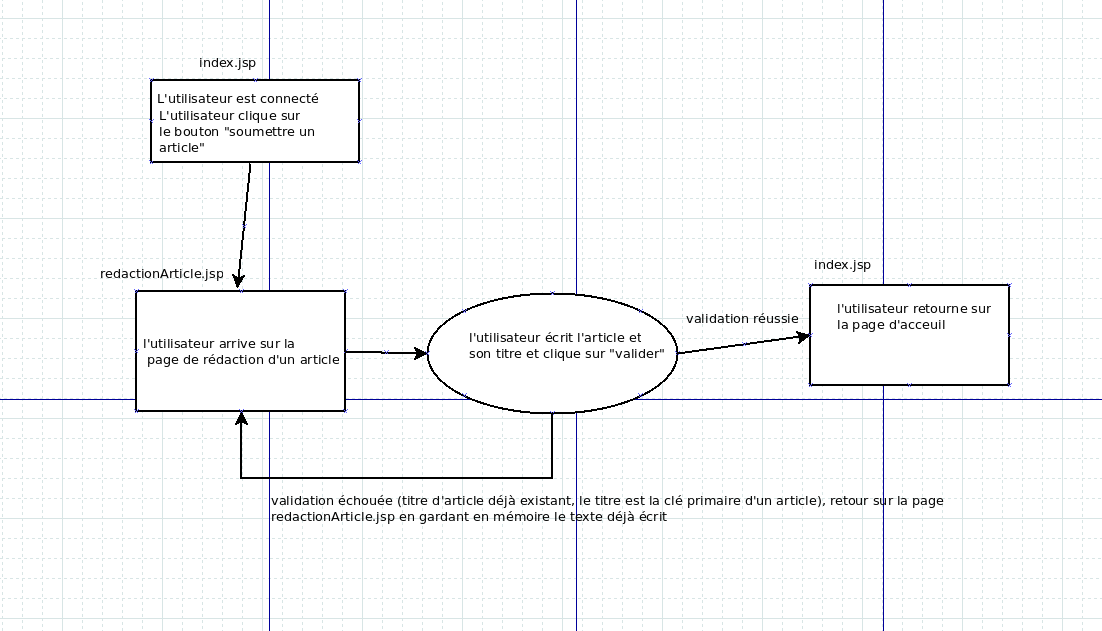 index.jsp
L'utilisateur est connecté
L'utilisateur clique sur
le bouton "soumettre un
article"
redactionArticle.jsp
l'utilisateur arrive sur la
page de rédaction d'un article
l'utilisateur écrit l'article et
son titre et clique sur "valider"
validation réussie
index.jsp
l'utilisateur retourne sur
la page d'acceuil
validation échouée (titre d'article déjà existant, le titre est la clé primaire d'un article), retour sur la page
redactionArticle.jsp en gardant en mémoire le texte déjà écrit